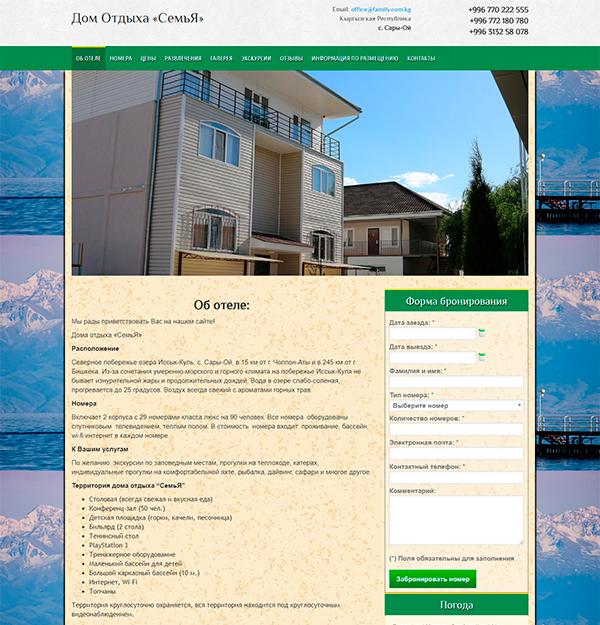 Дом Отдыха «СемьЯ»
Email: office@family.com.kg
Кыргызская Республика
с. Сары-Ой
+996 770 222 555
+996 772 180 780
+996 3132 58 078
ОБ ОТЕЛЕ НОМЕРА ЦЕНЫ РАЗВЛЕЧЕНИЯ ГАЛЕРЕЯ ЭКСКУРСИИ ОТЗЫВЫ ИНФОРМАЦИЯ ПО РАЗМЕЩЕНИЮ КОНТАКТЫ
Об отеле:
Мы рады приветствовать Вас на нашем сайте!
Дома отдыха «СемьЯ»
Расположение
Северное побережье озера Иссык-Куль, с. Сары-Ой, в 15 км от г. Чолпон-Аты и в 245 км от г.
Бишкека. Из-за сочетания умеренно-морского и горного климата на побережье Иссык-Куля не
бывает изнурительной жары и продолжительных дождей. Вода в озере слабо-соленая,
прогревается до 25 градусов. Воздух всегда свежий с ароматами горных трав.
Номера
Включает 2 корпуса с 29 номерами класса люкс на 90 человек. Все номера оборудованы
спутниковым телевидением, теплым полом. В стоимость номера входит: проживание, бассейн,
wi-fi интернет в каждом номере.
К Вашим услугам
По желанию: экскурсии по заповедным местам, прогулки на теплоходе, катерах,
индивидуальные прогулки на комфортабельной яхте, рыбалка, дайвинг, сафари и многое другое.
Территория дома отдыха "СемьЯ"
Столовая (всегда свежая и вкусная еда)
Конференц-зал (50 чел.)
Детская площадка (горки, качели, песочница)
Бильярд (2 стола)
Теннисный стол
PlayStation 3
Тренажерное оборудование
Маленький бассейн для детей
Большой каркасный бассейн (10 м.)
Интернет, Wi-Fi
Топчаны
Территория круглосуточно охраняется, вся территория находится под круглосуточным
видеонаблюдением.
Форма бронирования
Дата заезда: *
Дата выезда: *
Фамилия и имя: *
Тип номера: *
Выберите номер
Количество номеров: *
Электронная почта: *
Контактный телефон: *
Комментарий:
(*) Поля обязательны для заполнения
Забронировать номер
Погода